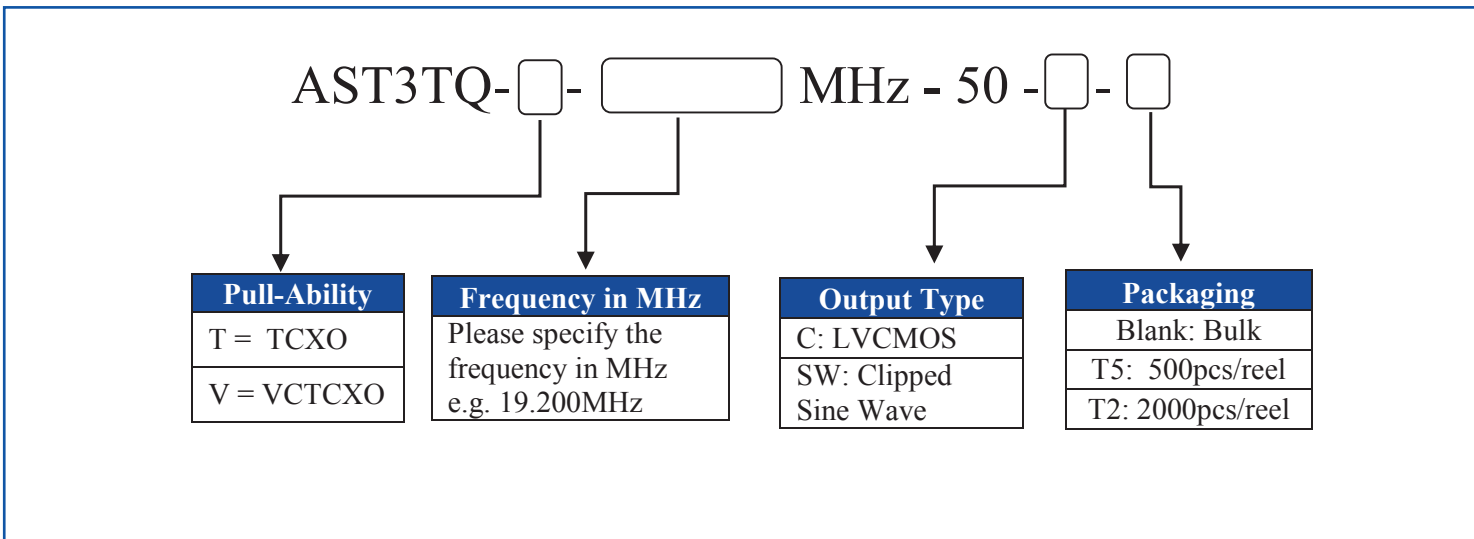 AST3TQ- - MHz - 50 - -
Pull-Ability
T = TCXO
V = VCTCXO
Frequency in MHz
Please specify the
frequency in MHz
e.g. 19.200MHz
Output Type
C: LVCMOS
SW: Clipped
Sine Wave
Packaging
Blank: Bulk
T5: 500pcs/reel
T2: 2000pcs/reel